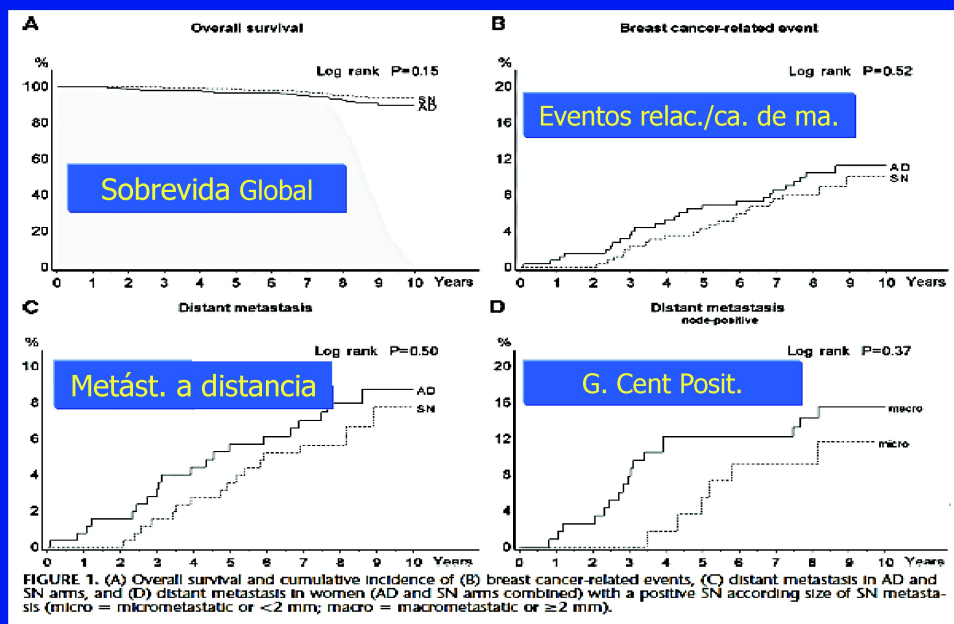 A
Overall survival
%
Log rank P=0.15
100
80
60
40
20
0
SN
AD
Sobrevida Global
0 1 2 3 4 5 6 7 8 9 10 Years
B
Breast cancer-related event
%
Log rank P=0.52
20
16
12
8
4
0
Eventos relac./ca. de ma.
AD
SN
0 1 2 3 4 5 6 7 8 9 10 Years
C
Distant metastasis
%
Log rank P=0.50
10
8
6
4
2
0
Metást. a distancia
AD
SN
0 1 2 3 4 5 6 7 8 9 10 Years
D
Distant metastasis
node-positive
%
Log rank P=0.37
20
16
12
8
4
0
G. Cent Posit.
macro
micro
0 1 2 3 4 5 6 7 8 9 10 Years
FIGURE 1. (A) Overall survival and cumulative incidence of (B) breast cancer-related events, (C) distant metastasis in AD and
SN arms, and (D) distant metastasis in women (AD and SN arms combined) with a positive SN according size of SN metasta-
sis (micro = micrometastatic or <2 mm; macro = macrometastatic or ≥2 mm).